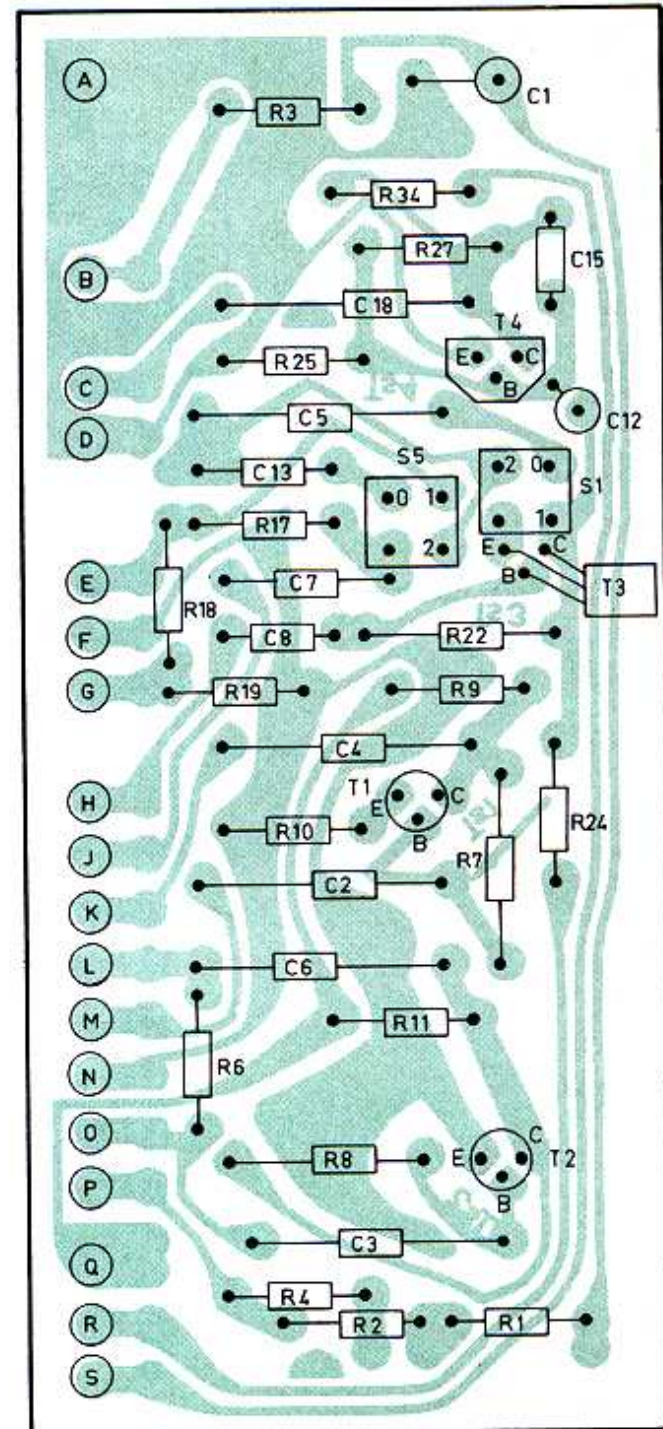 A
C1
R3
R34
R27
C15
B
C18
T4
E C
B
R25
C
C12
C5
D
S5
C13
2 0
S1
0 1
R17
1
2
E C
E
C7
B
T3
R18
F
C8
R22
G
R19
R9
C4
H
T1
E C
B
R10
R24
J
R7
C2
K
L
C6
M
R11
N
R6
O
C
R8
E
T2
P
B
C3
Q
R4
R
R2
R1
S